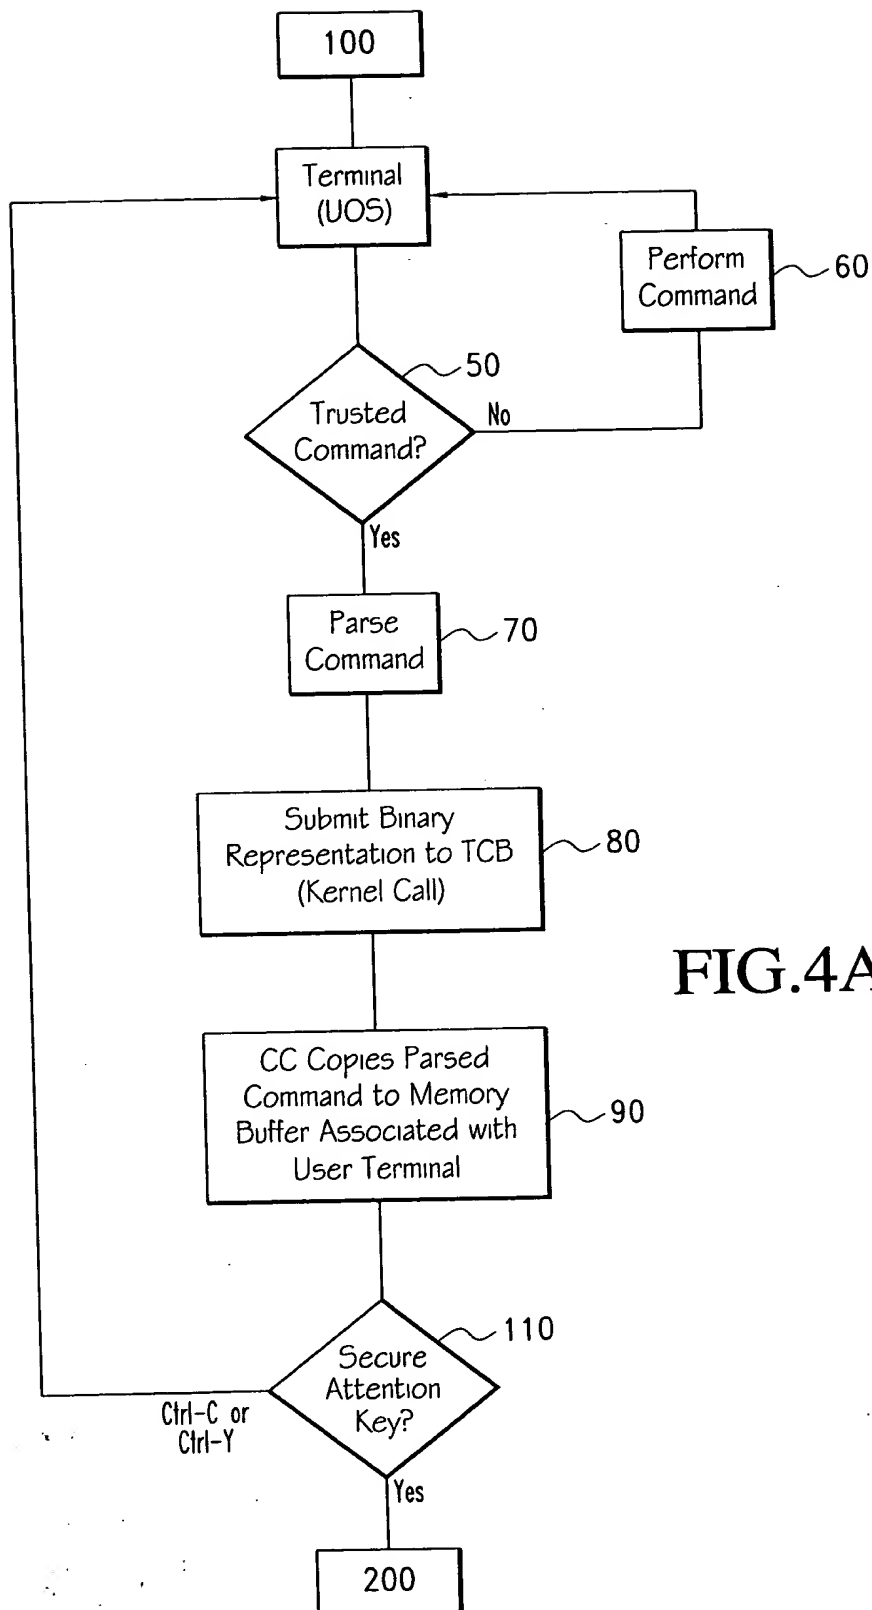 100
Terminal
(UOS)
Perform
Command
60
50
Trusted
Command?
No
Yes
Parse
Command
70
Submit Binary
Representation to TCB
(Kernel Call)
80
FIG.4A
CC Copies Parsed
Command to Memory
Buffer Associated with
User Terminal
90
110
Secure
Attention
Key?
Ctrl-C or
Ctrl-Y
Yes
200